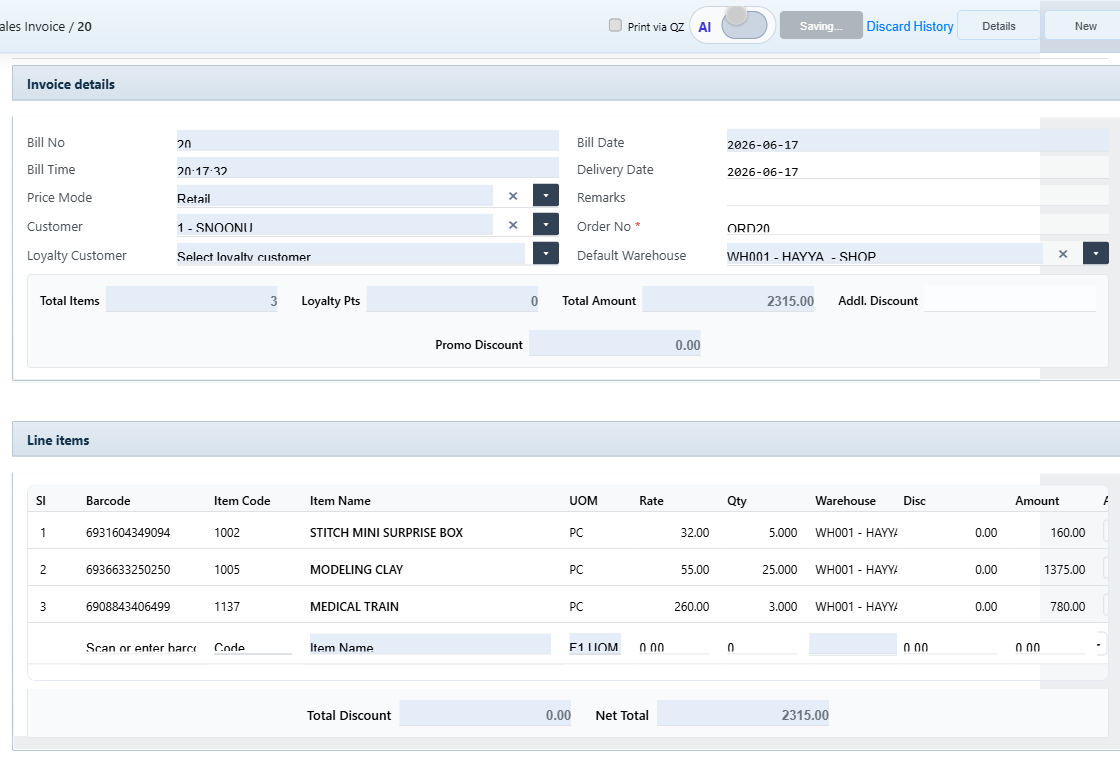 ales Invoice / 20
Print via QZ AI Saving... Discard History Details New
Invoice details
Bill No 20 Bill Date 2026-06-17
Bill Time 20:17:32 Delivery Date 2026-06-17
Price Mode Retail × Remarks
Customer 1 - SNOONU × Order No * ORD20
Loyalty Customer Select loyalty customer Default Warehouse WH001 - HAYYA - SHOP ×
Total Items 3 Loyalty Pts 0 Total Amount 2315.00 Addl. Discount
Promo Discount 0.00
Line items
Sl Barcode Item Code Item Name UOM Rate Qty Warehouse Disc Amount A
1 6931604349094 1002 STITCH MINI SURPRISE BOX PC 32.00 5.000 WH001 - HAYYA 0.00 160.00
2 6936633250250 1005 MODELING CLAY PC 55.00 25.000 WH001 - HAYYA 0.00 1375.00
3 6908843406499 1137 MEDICAL TRAIN PC 260.00 3.000 WH001 - HAYYA 0.00 780.00
Scan or enter barco Code Item Name F1 UOM 0.00 0 0.00 0.00
Total Discount 0.00 Net Total 2315.00